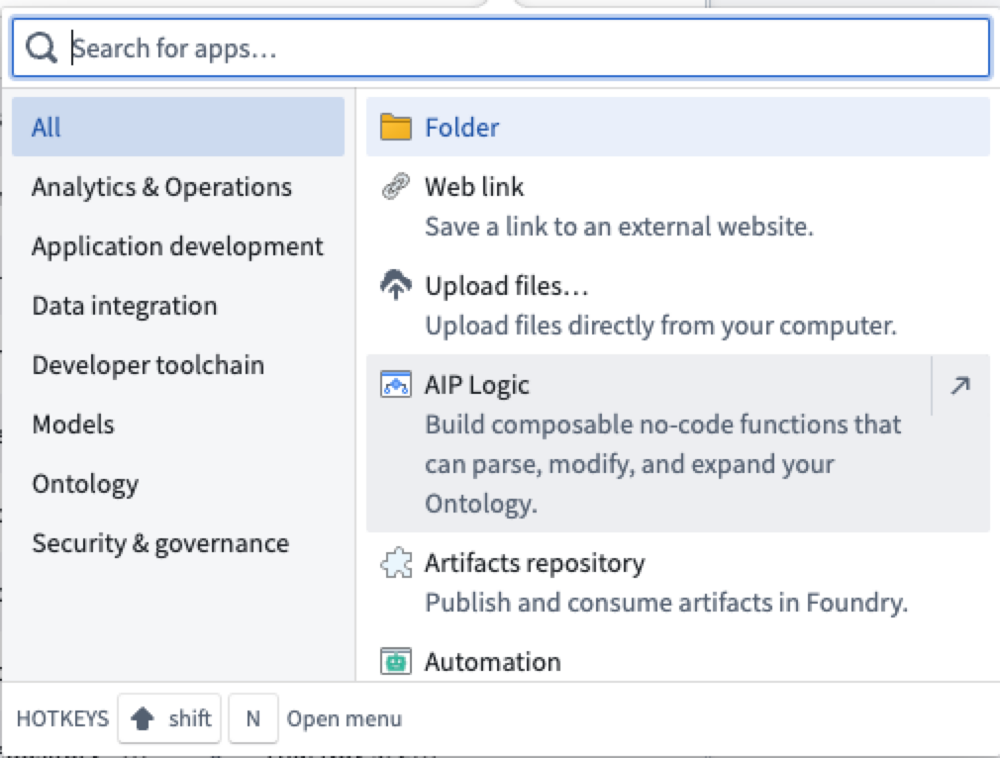 Search for apps…
All
Analytics & Operations
Application development
Data integration
Developer toolchain
Models
Ontology
Security & governance
Folder
Web link
Save a link to an external website.
Upload files…
Upload files directly from your computer.
AIP Logic
Build composable no-code functions that
can parse, modify, and expand your
Ontology.
Artifacts repository
Publish and consume artifacts in Foundry.
Automation
HOTKEYS shift N Open menu